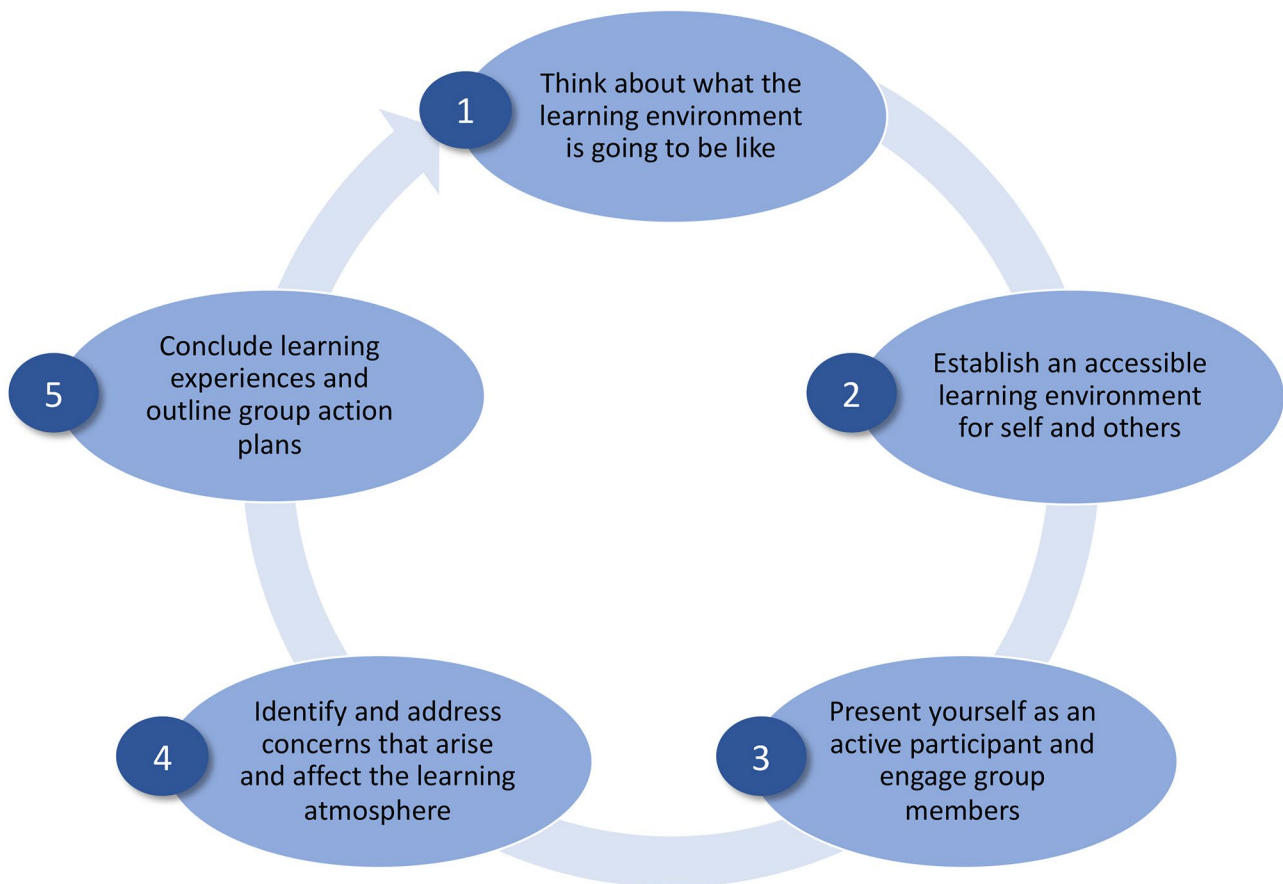 1
Think about what the
learning environment
is going to be like
2
Establish an accessible
learning environment
for self and others
3
Present yourself as an
active participant and
engage group
members
4
Identify and address
concerns that arise
and affect the learning
atmosphere
5
Conclude learning
experiences and
outline group action
plans